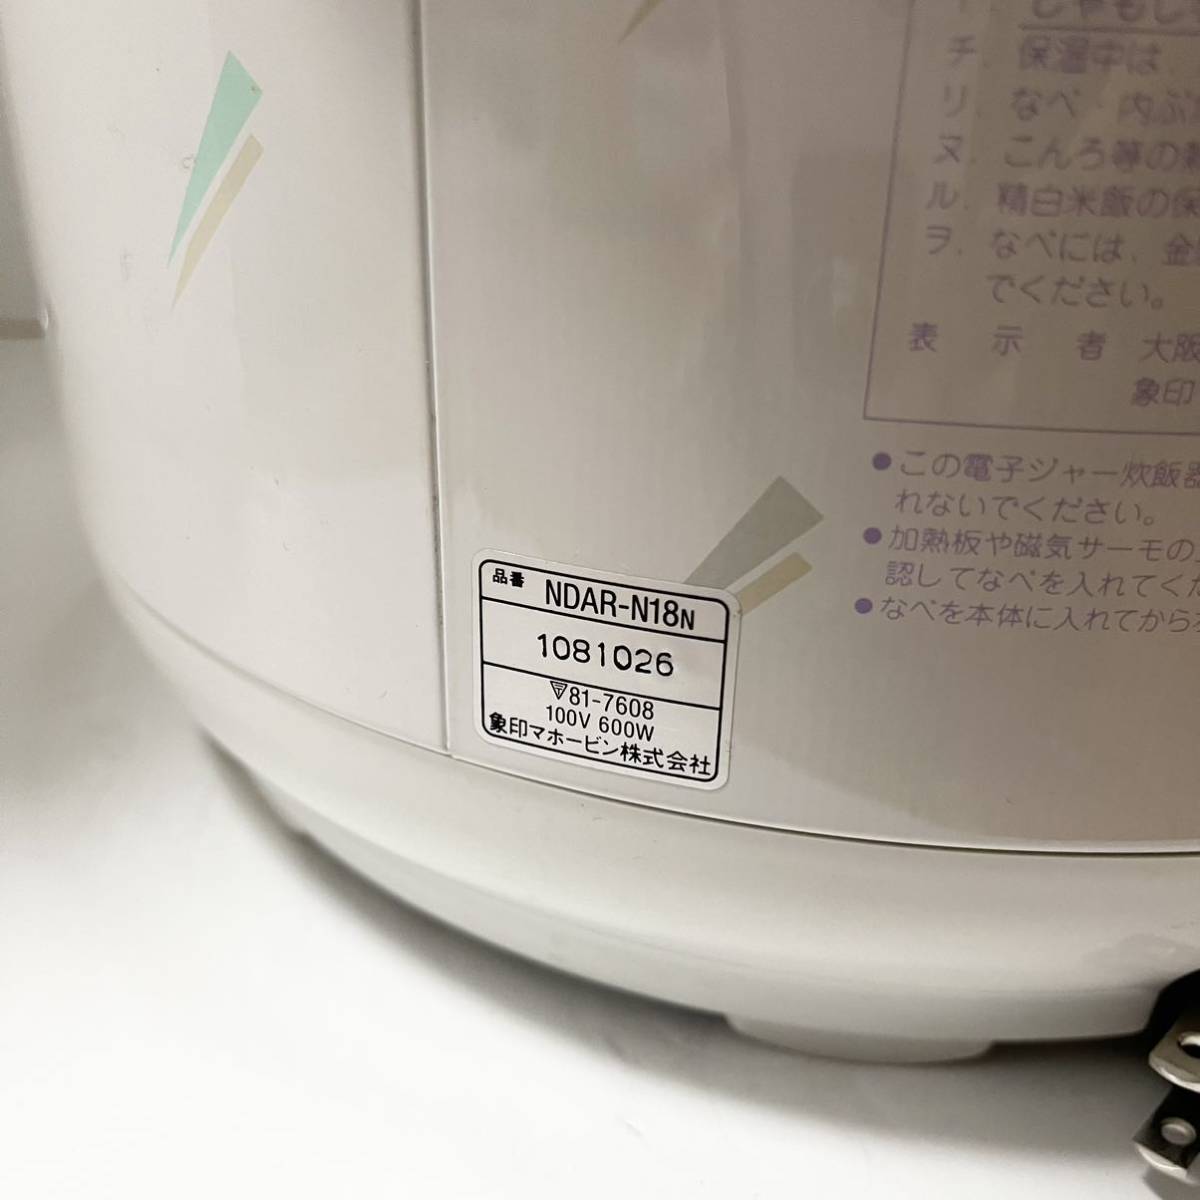 しゃもじ
チ. 保温中は
リ. なべ 内ぶ
ヌ. こんろ等の
ル. 精白米飯の保
ヲ. なべには、金
でください。
表 示 者 大阪
象印
●この電子ジャー炊飯器
れないでください。
●加熱板や磁気サーモの
認してなべを入れてくだ
●なべを本体に入れてから
品番 NDAR-N18N
1081026
81-7608
100V 600W
象印マホービン株式会社